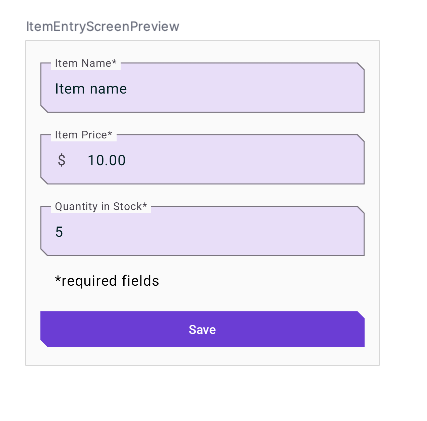 ItemEntryScreenPreview
Item Name*
Item name
Item Price*
$ 10.00
Quantity in Stock*
5
*required fields
Save